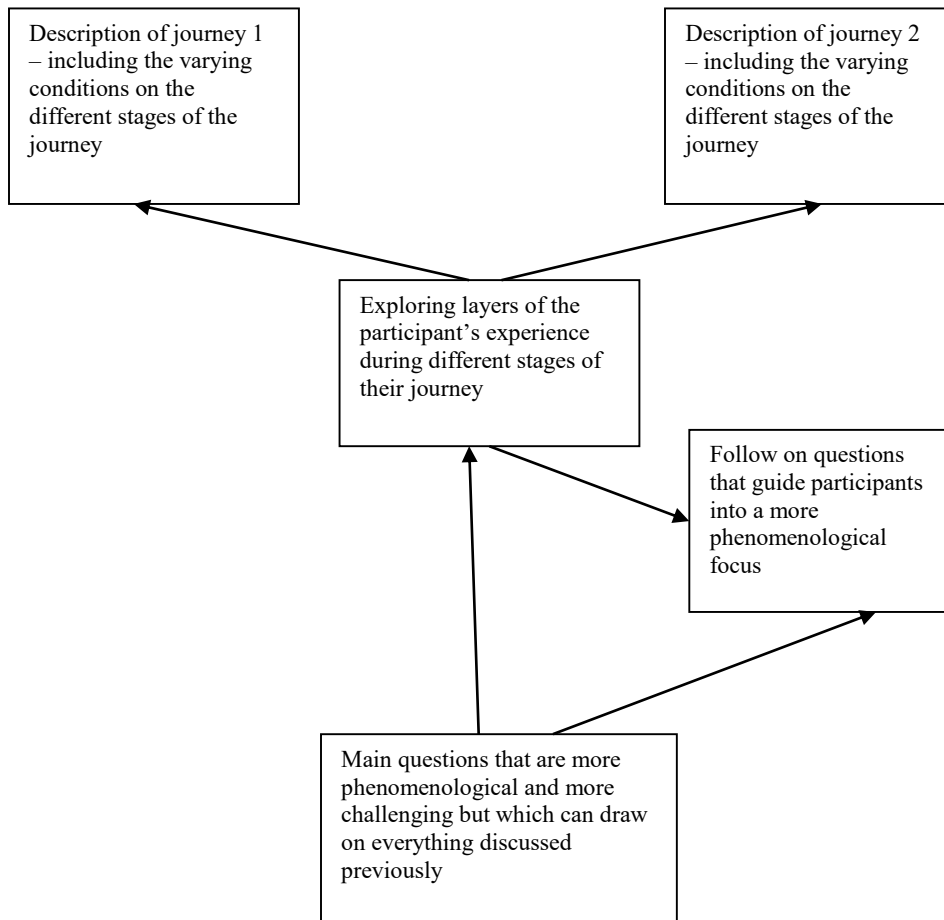 Description of journey 1
– including the varying
conditions on the
different stages of the
journey
Description of journey 2
– including the varying
conditions on the
different stages of the
journey
Exploring layers of the
participant’s experience
during different stages of
their journey
Follow on questions
that guide participants
into a more
phenomenological
focus
Main questions that are more
phenomenological and more
challenging but which can draw
on everything discussed
previously